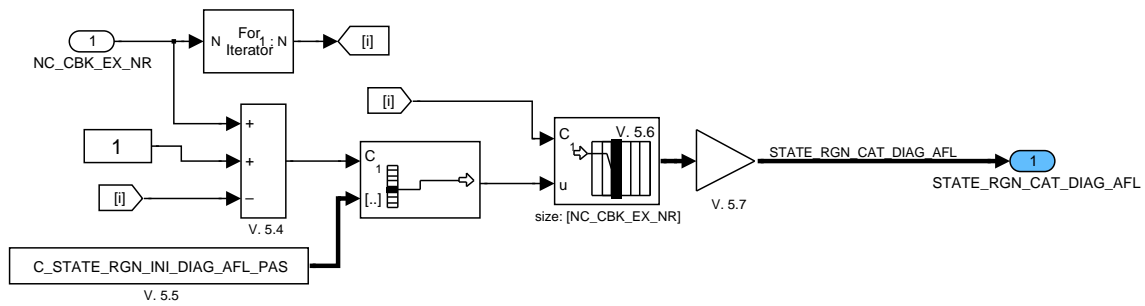 1
NC_CBK_EX_NR
N
For
Iterator
1 : N
[i]
[i]
+
1
+
[i]
−
V. 5.4
C
1
[..]
C
1
V. 5.6
u
size: [NC_CBK_EX_NR]
V. 5.7
STATE_RGN_CAT_DIAG_AFL
1
STATE_RGN_CAT_DIAG_AFL
C_STATE_RGN_INI_DIAG_AFL_PAS
V. 5.5